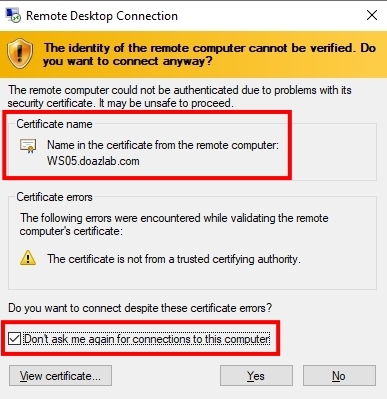 Remote Desktop Connection
The identity of the remote computer cannot be verified. Do
you want to connect anyway?
The remote computer could not be authenticated due to problems with its
security certificate. It may be unsafe to proceed.
Certificate name
Name in the certificate from the remote computer:
WS05.doazlab.com
Certificate errors
The following errors were encountered while validating the remote
computer's certificate:
The certificate is not from a trusted certifying authority.
Do you want to connect despite these certificate errors?
Don't ask me again for connections to this computer
View certificate... Yes No